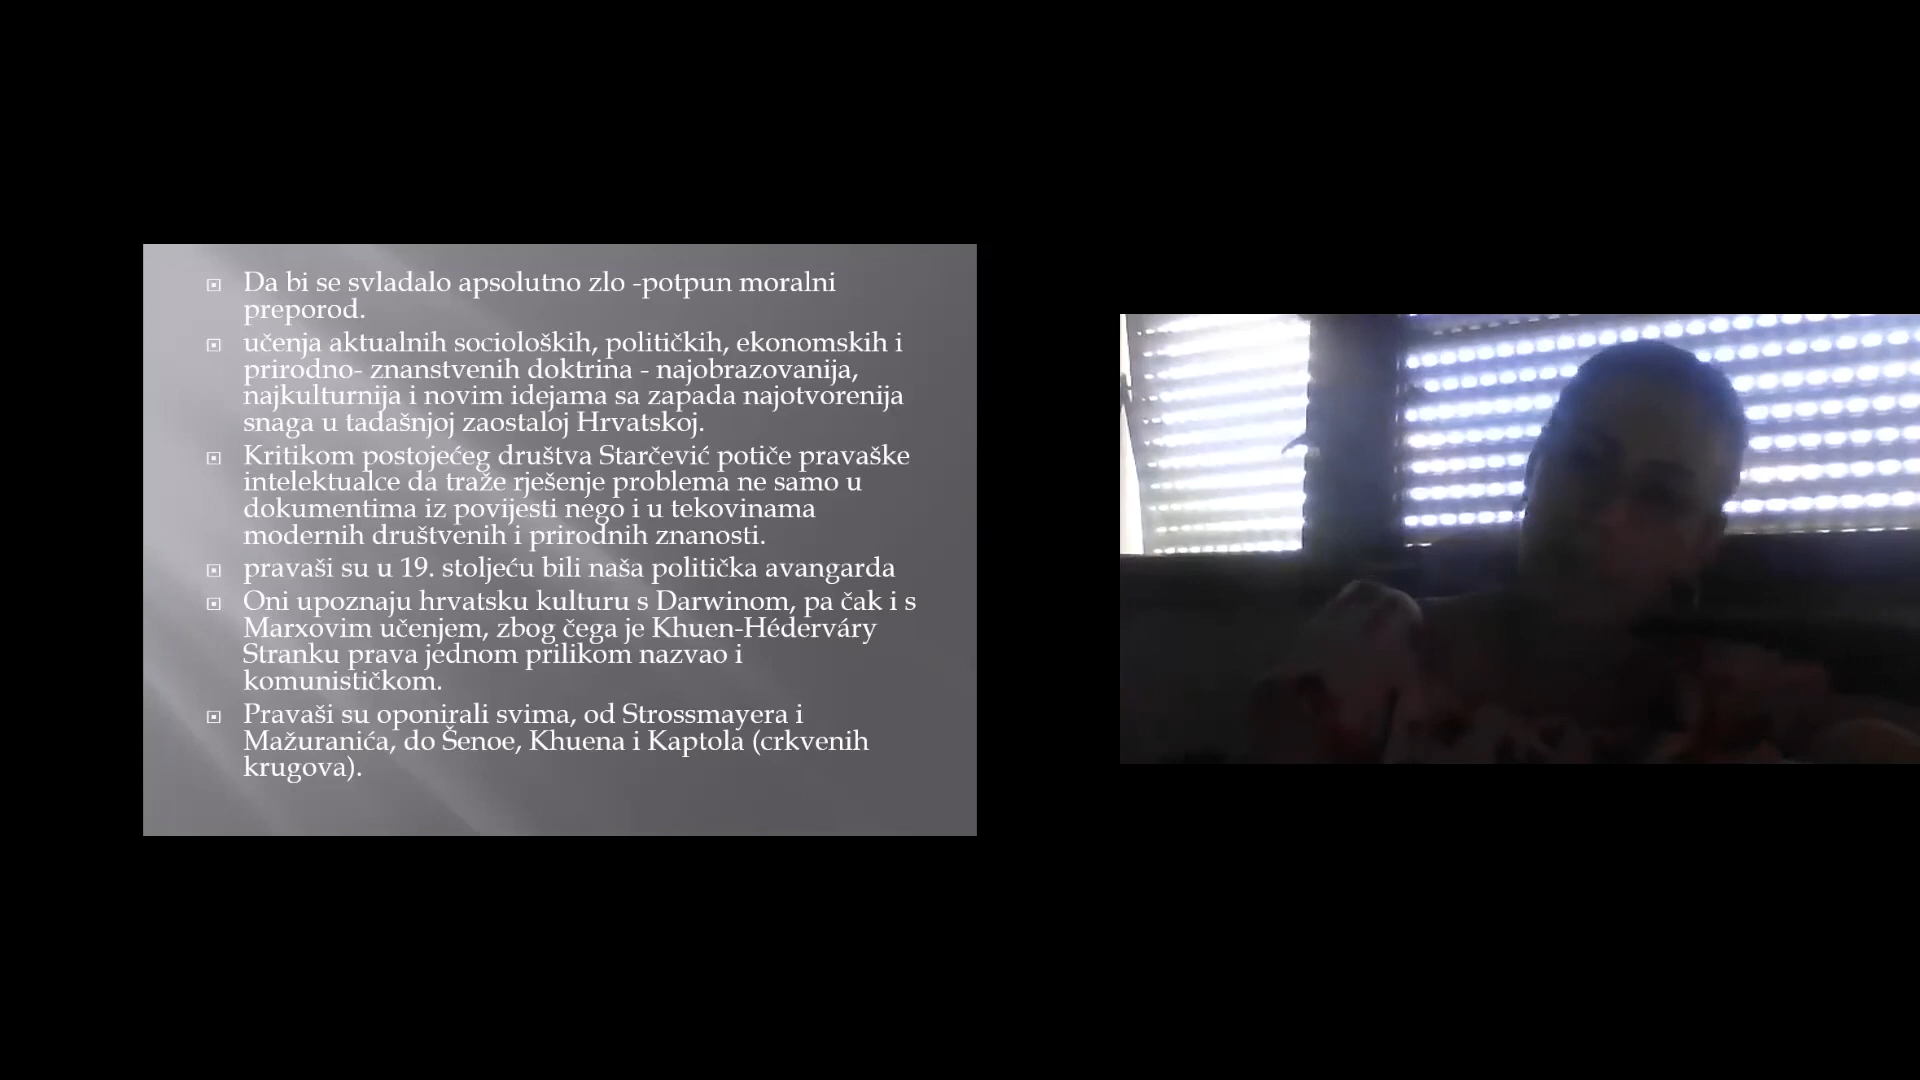 Da bi se svladalo apsolutno zlo -potpun moralni
preporod.
učenja aktualnih socioloških, političkih, ekonomskih i
prirodno- znanstvenih doktrina - najobrazovanija,
najkulturnija i novim idejama sa zapada najotvorenija
snaga u tadašnjoj zaostaloj Hrvatskoj.
Kritikom postojećeg društva Starčević potiče pravaške
intelektualce da traže rješenje problema ne samo u
dokumentima iz povijesti nego i u tekovinama
modernih društvenih i prirodnih znanosti.
pravaši su u 19. stoljeću bili naša politička avangarda
Oni upoznaju hrvatsku kulturu s Darwinom, pa čak i s
Marxovim učenjem, zbog čega je Khuen-Héderváry
Stranku prava jednom prilikom nazvao i
komunističkom.
Pravaši su oponirali svima, od Strossmayera i
Mažuranića, do Šenoe, Khuena i Kaptola (crkvenih
krugova).